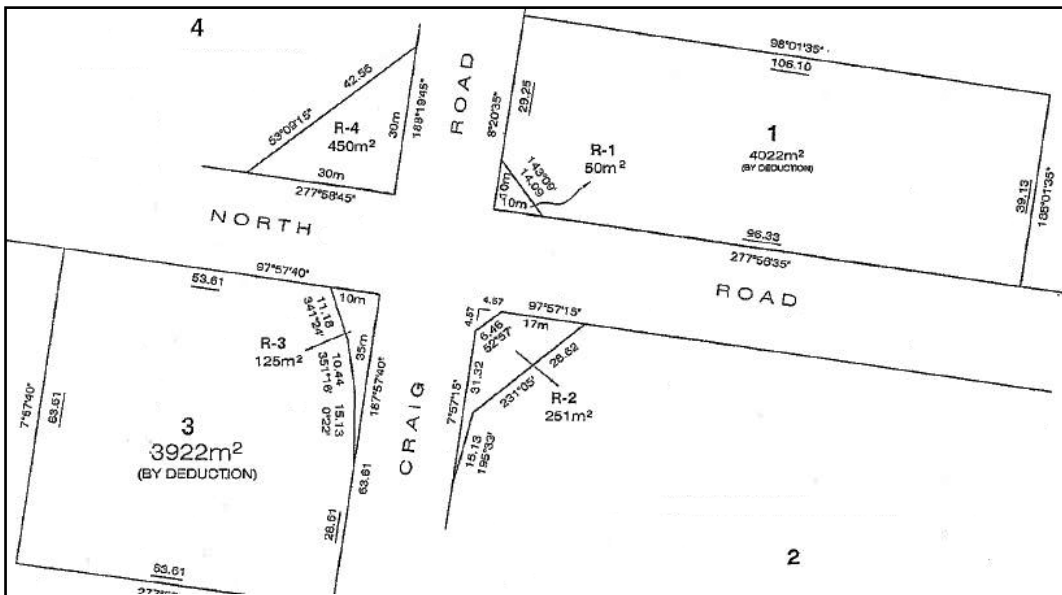 4
42.56
53°09'15"
R-4
450m²
30m
188°19'45"
30m
277°58'45"
ROAD
98°01'35"
106.10
29.25
8°20'35"
1
4022m²
(BY DEDUCTION)
R-1
50m²
143°09'
14.09
10m
10m
39.13
188°01'35"
96.33
277°56'35"
NORTH
ROAD
97°57'40"
53.61
10m
11.18
341°24'
R-3
125m²
35m
10.44
351°16'
15.13
0°22'
187°57'40"
7°57'40"
63.61
3
3922m²
(BY DEDUCTION)
63.61
28.61
63.61
CRAIG
4.57
4.57
97°57'15"
17m
6.46
52°57'
31.32
28.62
231°05'
7°57'15"
R-2
251m²
15.13
195°33'
2